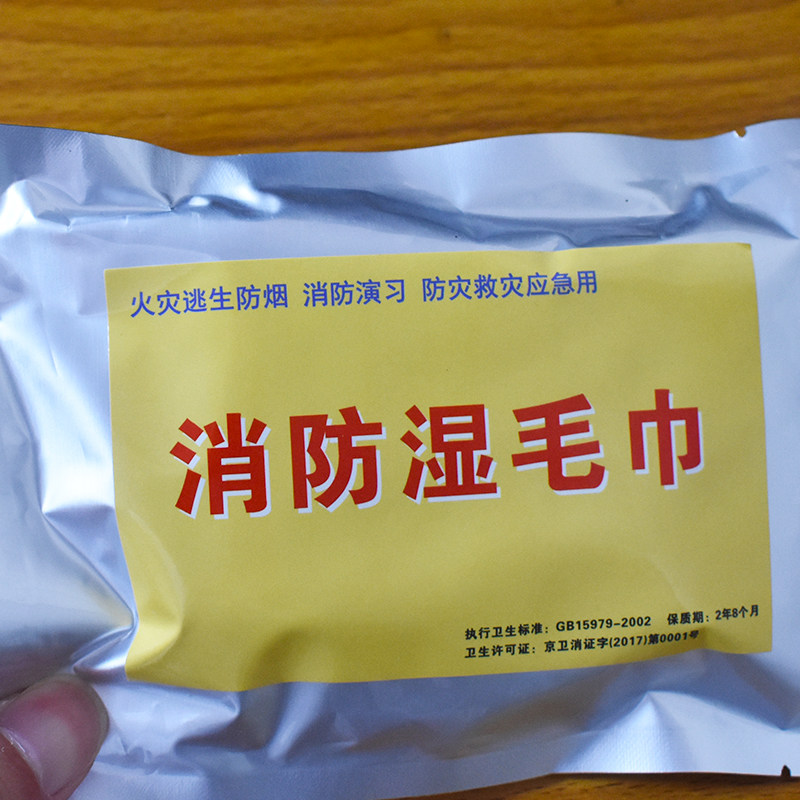 火灾逃生防烟 消防演习 防灾救灾应急用
消防湿毛巾
执行卫生标准：GB15979-2002 保质期：2年8个月
卫生许可证：京卫消证字(2017)第0001号